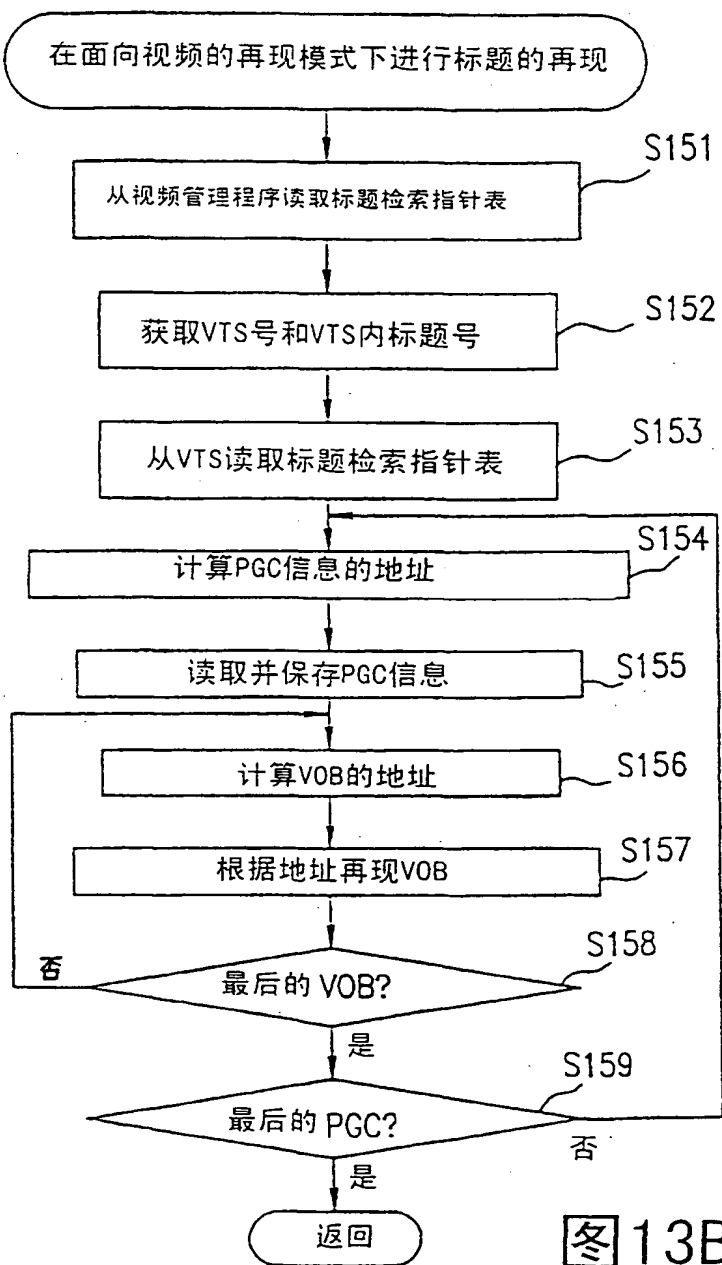 在面向视频的再现模式下进行标题的再现
S151
从视频管理程序读取标题检索指针表
S152
获取VTS号和VTS内标题号
S153
从VTS读取标题检索指针表
S154
计算PGC信息的地址
读取并保存PGC信息
S155
计算VOB的地址
S156
根据地址再现VOB
S157
否
最后的VOB?
S158
是
S159
最后的PGC?
否
是
返回
图13B